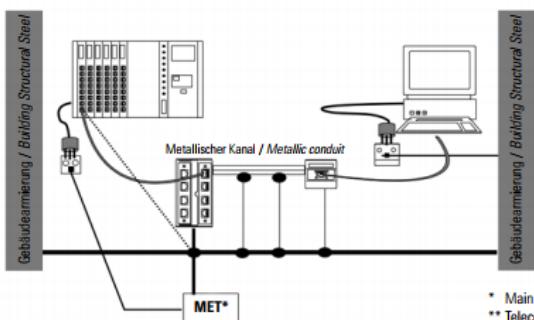 Gebäudearmierung / Building Structural Steel
Metallischer Kanal / Metallic conduit
Gebäudearmierung / Building Structural Steel
MET*
* Main
** Telec